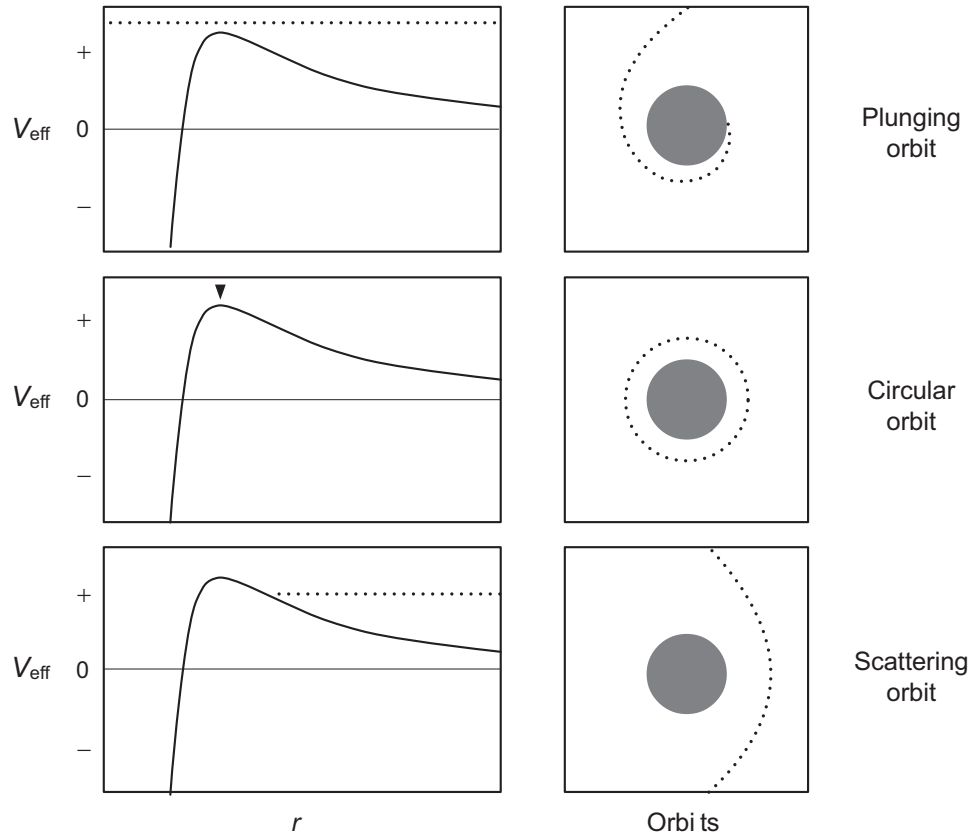 +
V_eff 0
−
Plunging
orbit
+
V_eff 0
−
Circular
orbit
+
V_eff 0
−
Scattering
orbit
r
Orbi ts